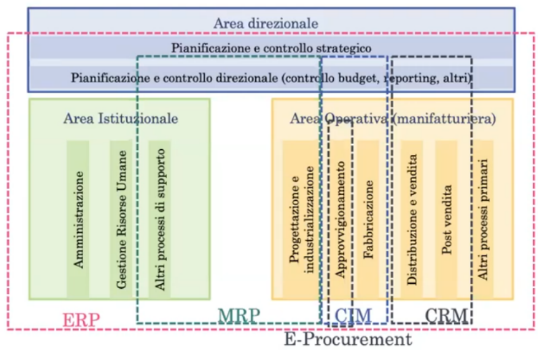 Area direzionale
Pianificazione e controllo strategico
Pianificazione e controllo direzionale (controllo budget, reporting, altri)
Area Istituzionale
Area Operativa (manifatturiera)
Amministrazione
Gestione Risorse Umane
Altri processi di supporto
Progettazione e
industrializzazione
Approvvigionamento
Fabbricazione
Distribuzione e vendita
Post vendita
Altri processi primari
ERP
MRP
CIM
CRM
E-Procurement